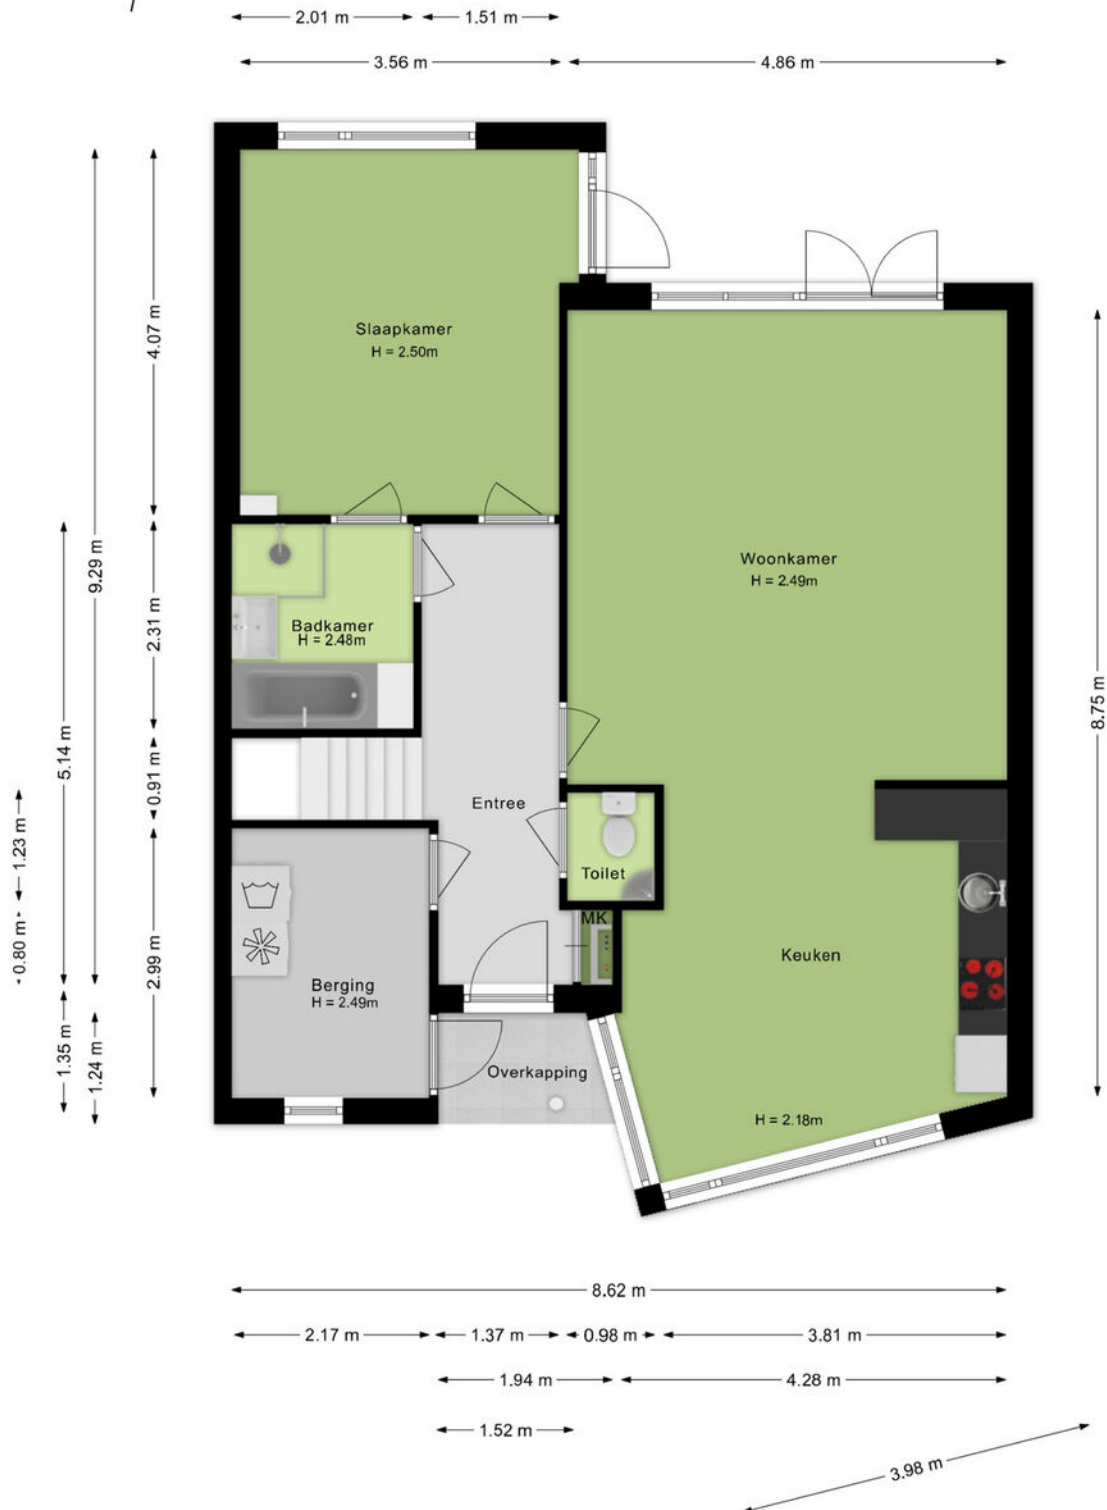 2.01 m
1.51 m
3.56 m
4.86 m
Slaapkamer
H = 2.50m
4.07 m
9.29 m
Woonkamer
H = 2.49m
Badkamer
H = 2.48m
2.31 m
5.14 m
8.75 m
0.91 m
Entree
1.23 m
Toilet
MK
0.80 m
Keuken
Berging
H = 2.49m
2.99 m
1.35 m
1.24 m
Overkapping
H = 2.18m
8.62 m
2.17 m
1.37 m
0.98 m
3.81 m
1.94 m
4.28 m
1.52 m
3.98 m